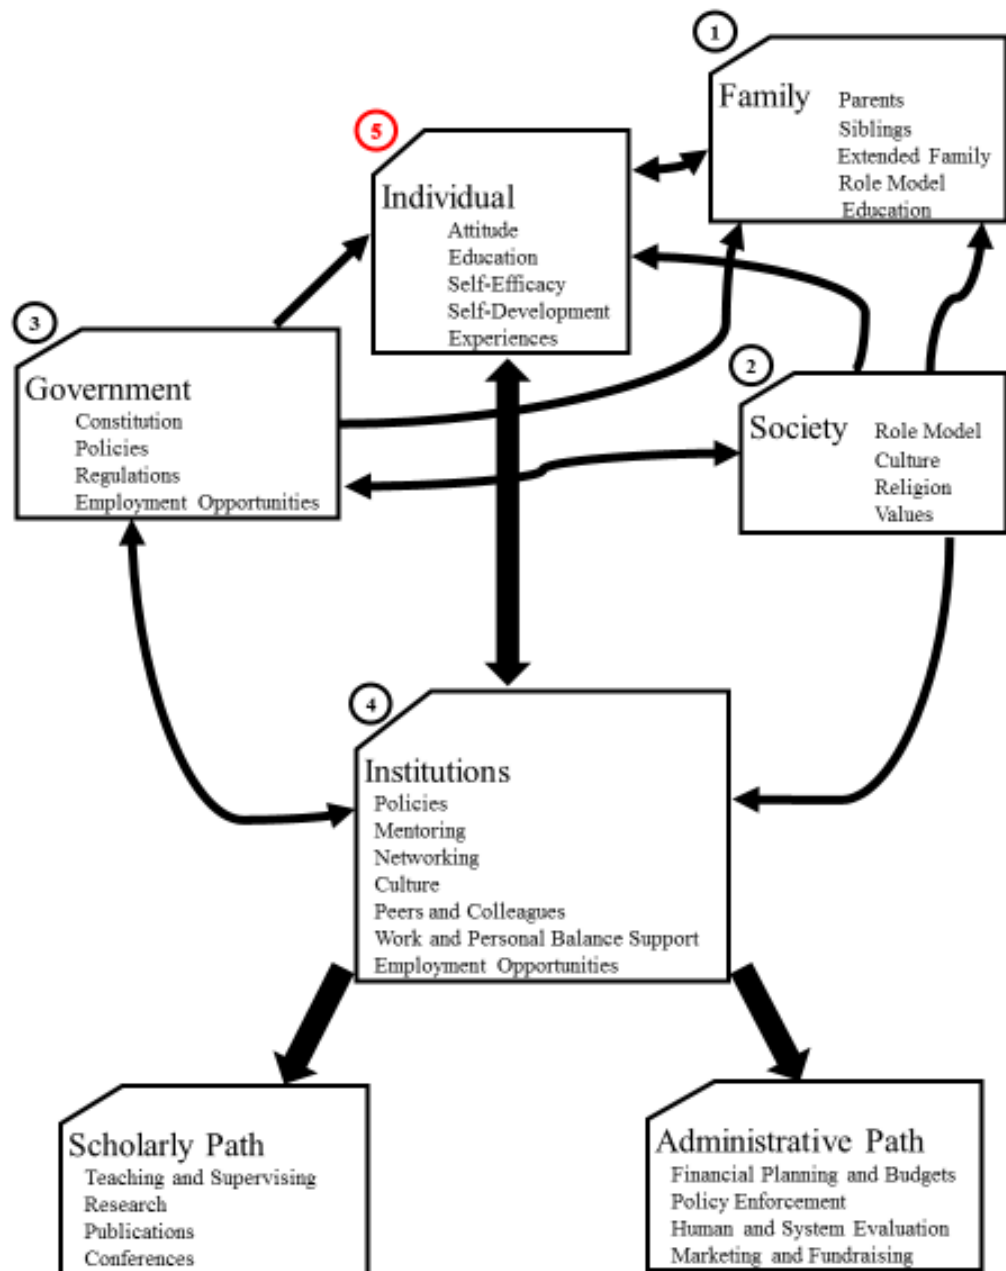 1
Family
Parents
Siblings
Extended Family
Role Model
Education
5
Individual
Attitude
Education
Self-Efficacy
Self-Development
Experiences
3
Government
Constitution
Policies
Regulations
Employment Opportunities
2
Society
Role Model
Culture
Religion
Values
4
Institutions
Policies
Mentoring
Networking
Culture
Peers and Colleagues
Work and Personal Balance Support
Employment Opportunities
Scholarly Path
Teaching and Supervising
Research
Publications
Conferences
Administrative Path
Financial Planning and Budgets
Policy Enforcement
Human and System Evaluation
Marketing and Fundraising